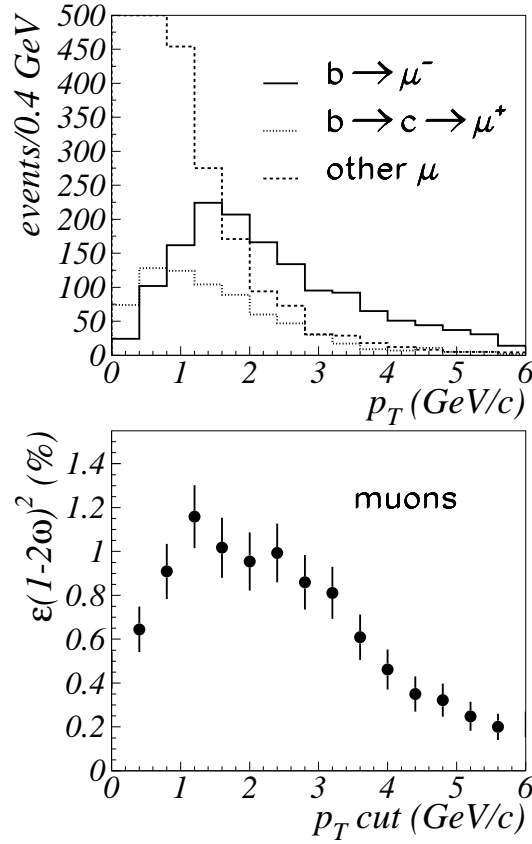 events/0.4 GeV
500
450
400
350
300
250
200
150
100
50
0
b → μ⁻
b → c → μ⁺
other μ
0 1 2 3 4 5 6
p_T (GeV/c)
ε(1-2ω)² (%)
1.4
1.2
1
0.8
0.6
0.4
0.2
0
muons
0 1 2 3 4 5 6
p_T cut (GeV/c)